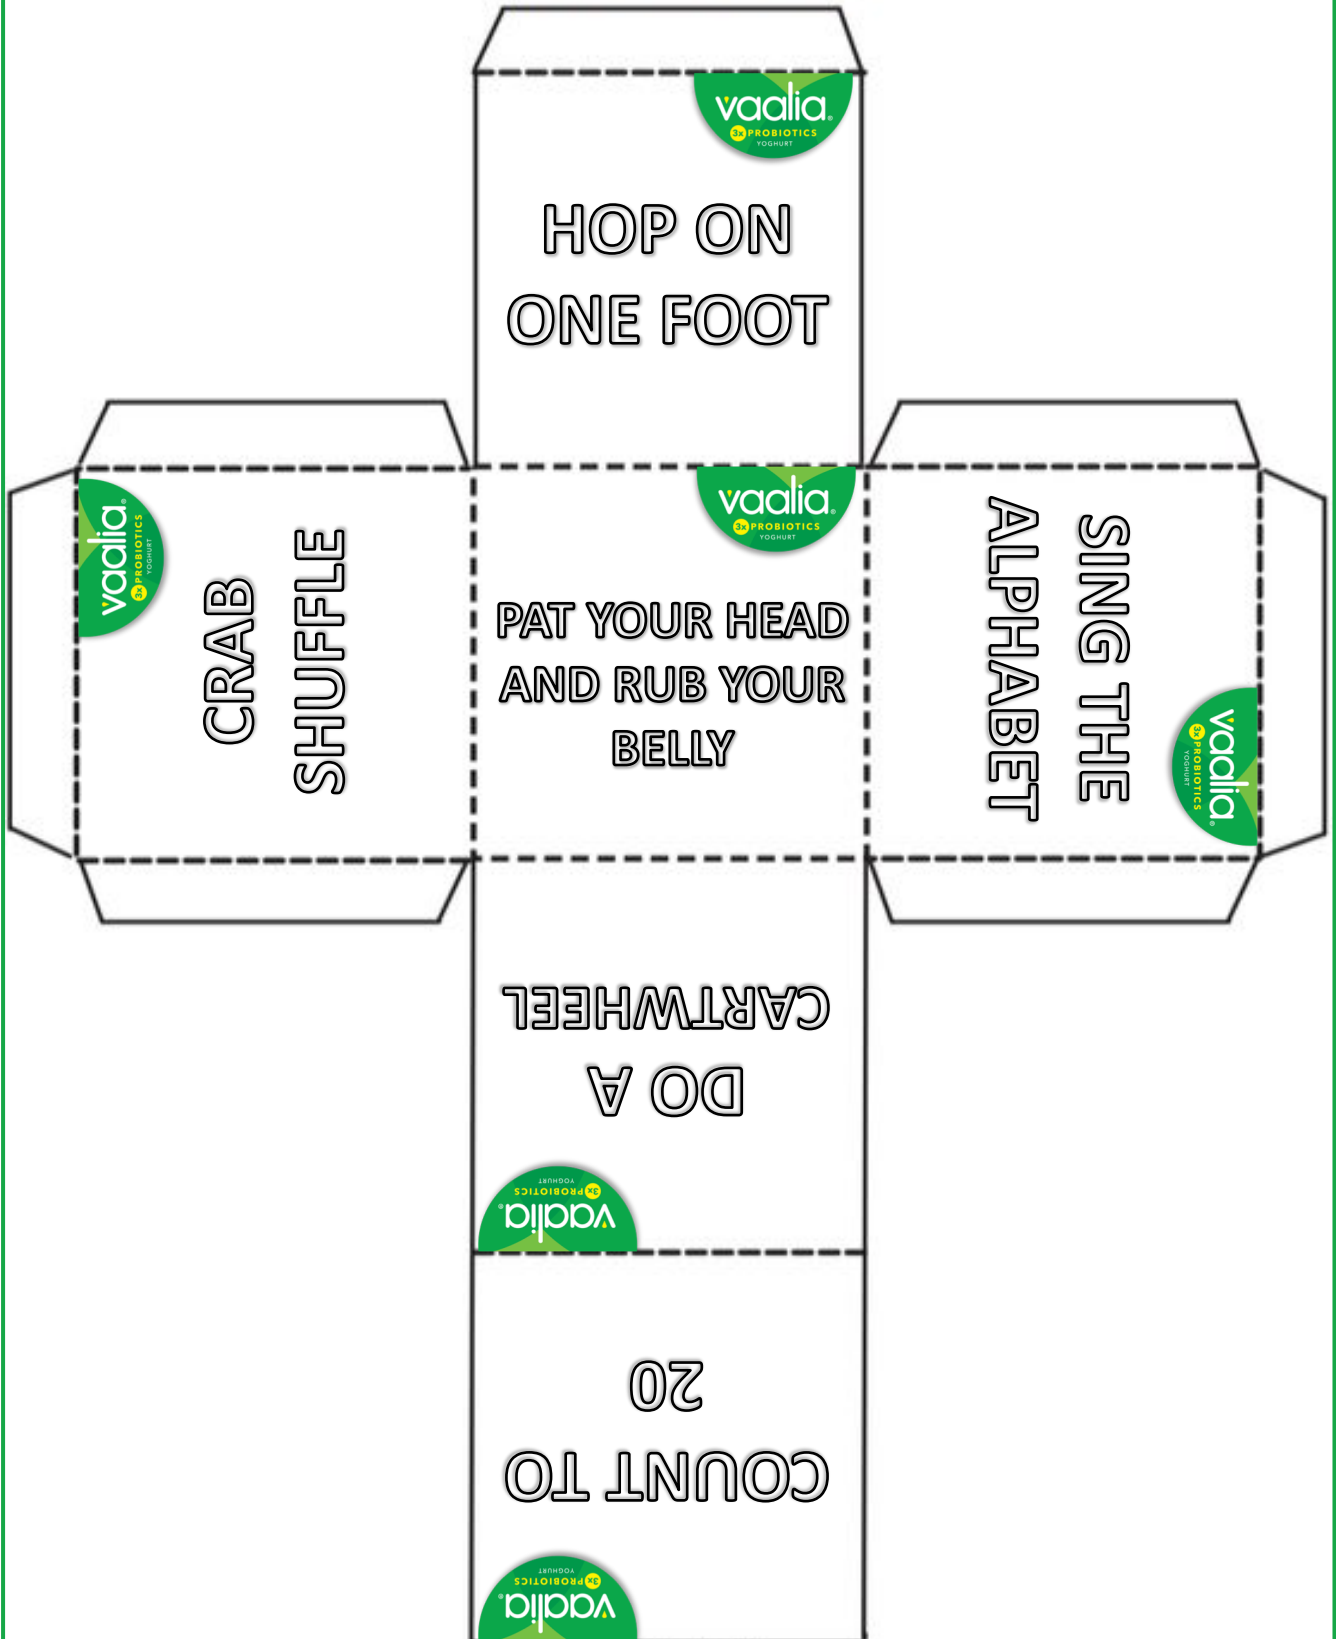 vaalia®
3x PROBIOTICS
YOGHURT
HOP ON
ONE FOOT
vaalia®
3x PROBIOTICS
YOGHURT
CRAB
SHUFFLE
vaalia®
3x PROBIOTICS
YOGHURT
PAT YOUR HEAD
AND RUB YOUR
BELLY
vaalia®
3x PROBIOTICS
YOGHURT
SING THE
ALPHABET
vaalia®
3x PROBIOTICS
YOGHURT
DO A
CARTWHEEL
vaalia®
3x PROBIOTICS
YOGHURT
COUNT TO
20